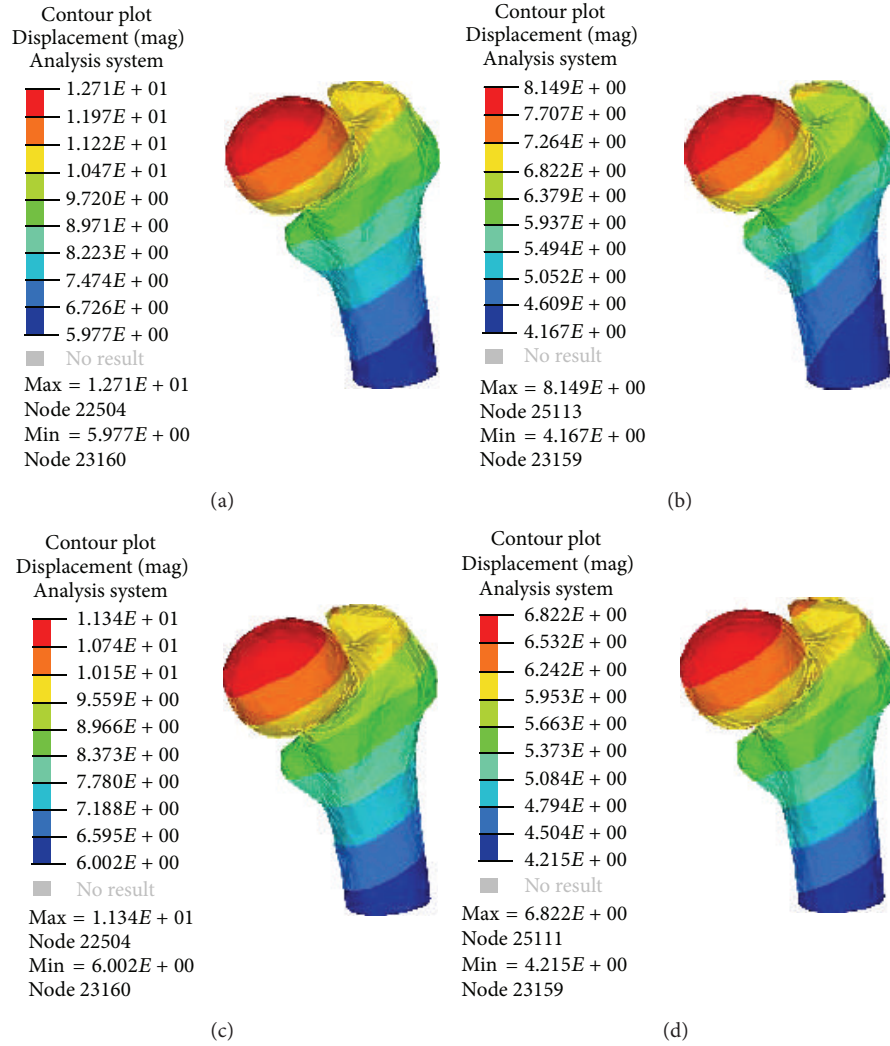 Contour plot
Displacement (mag)
Analysis system
1.271E + 01
1.197E + 01
1.122E + 01
1.047E + 01
9.720E + 00
8.971E + 00
8.223E + 00
7.474E + 00
6.726E + 00
5.977E + 00
No result
Max = 1.271E + 01
Node 22504
Min = 5.977E + 00
Node 23160
(a)
Contour plot
Displacement (mag)
Analysis system
8.149E + 00
7.707E + 00
7.264E + 00
6.822E + 00
6.379E + 00
5.937E + 00
5.494E + 00
5.052E + 00
4.609E + 00
4.167E + 00
No result
Max = 8.149E + 00
Node 25113
Min = 4.167E + 00
Node 23159
(b)
Contour plot
Displacement (mag)
Analysis system
1.134E + 01
1.074E + 01
1.015E + 01
9.559E + 00
8.966E + 00
8.373E + 00
7.780E + 00
7.188E + 00
6.595E + 00
6.002E + 00
No result
Max = 1.134E + 01
Node 22504
Min = 6.002E + 00
Node 23160
(c)
Contour plot
Displacement (mag)
Analysis system
6.822E + 00
6.532E + 00
6.242E + 00
5.953E + 00
5.663E + 00
5.373E + 00
5.084E + 00
4.794E + 00
4.504E + 00
4.215E + 00
No result
Max = 6.822E + 00
Node 25111
Min = 4.215E + 00
Node 23159
(d)